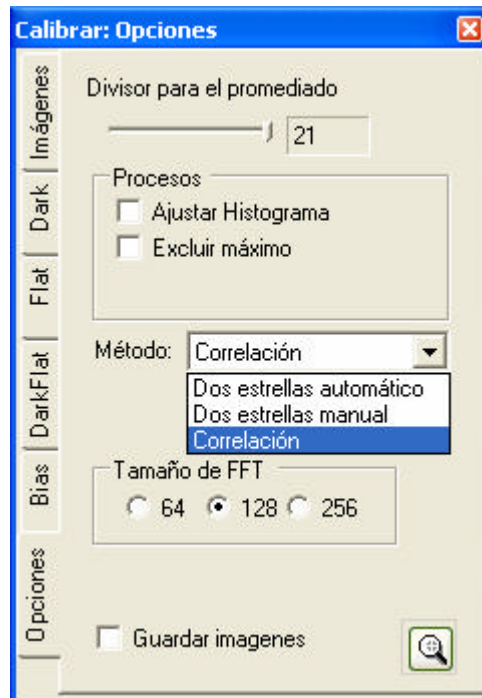 Calibrar: Opciones
Imágenes
Dark
Flat
DarkFlat
Bias
Opciones
Divisor para el promediado
21
Procesos
Ajustar Histograma
Excluir máximo
Método: Correlación
Dos estrellas automático
Dos estrellas manual
Correlación
Tamaño de FFT
64 128 256
Guardar imagenes